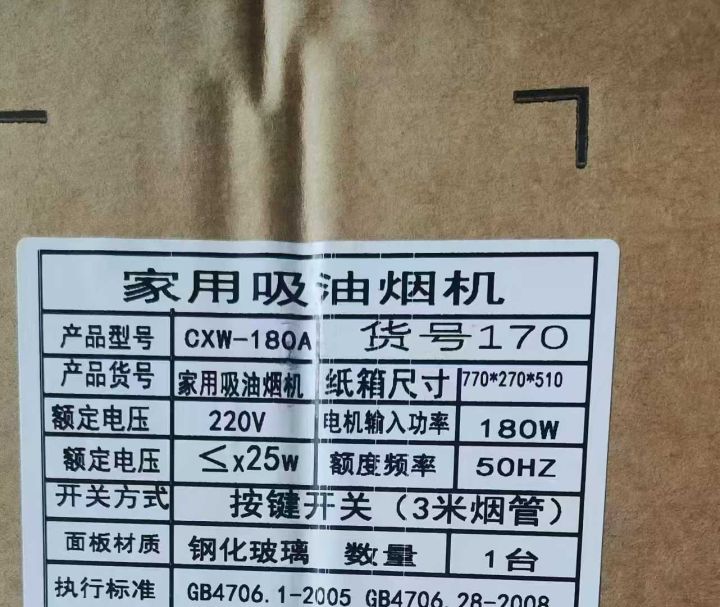 家用吸油烟机
产品型号 CXW-180A 货号170
产品货号 家用吸油烟机 纸箱尺寸 770*270*510
额定电压 220V 电机输入功率 180W
额定电压 ≤x25w 额度频率 50HZ
开关方式 按键开关（3米烟管）
面板材质 钢化玻璃 数量 1台
执行标准 GB4706.1-2005 GB4706.28-2008